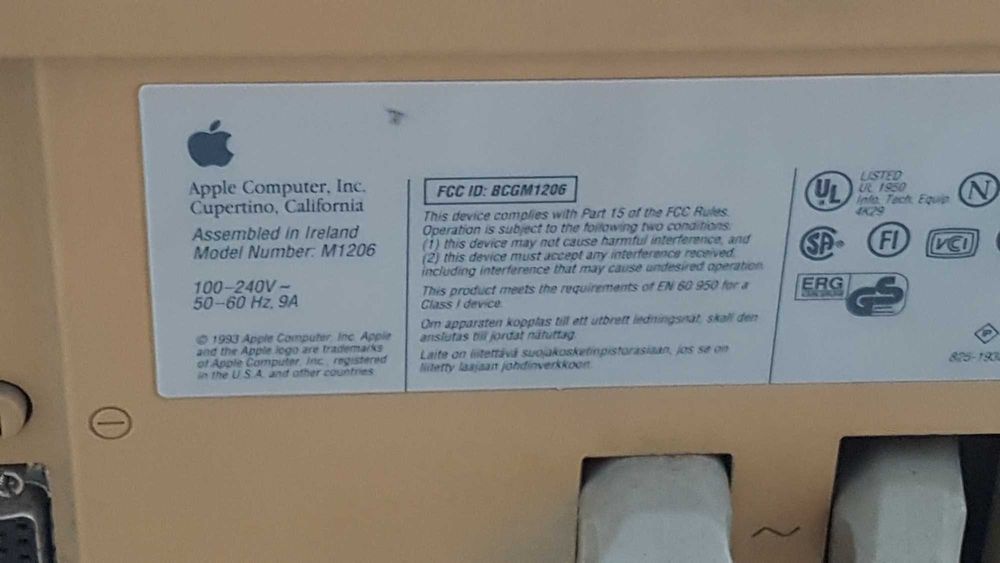 Apple Computer, Inc.
Cupertino, California
Assembled in Ireland
Model Number: M1206
100–240V ~
50–60 Hz, 9A
© 1993 Apple Computer, Inc. Apple
and the Apple logo are trademarks
of Apple Computer, Inc., registered
in the U.S.A. and other countries.
FCC ID: BCGM1206
This device complies with Part 15 of the FCC Rules.
Operation is subject to the following two conditions:
(1) this device may not cause harmful interference, and
(2) this device must accept any interference received,
including interference that may cause undesired operation.
This product meets the requirements of EN 60 950 for a
Class I device.
Om apparaten kopplas till ett utbrett ledningsnät, skall den
anslutas till jordat nätuttag.
Laite on liitettävä suojakosketinpistorasiaan, jos se on
liitetty laajaan johdinverkkoon.
UL
LISTED
UL 1950
Info. Tech. Equip.
4K29
N
SA
FI
VCI
ERG
GS
825-193